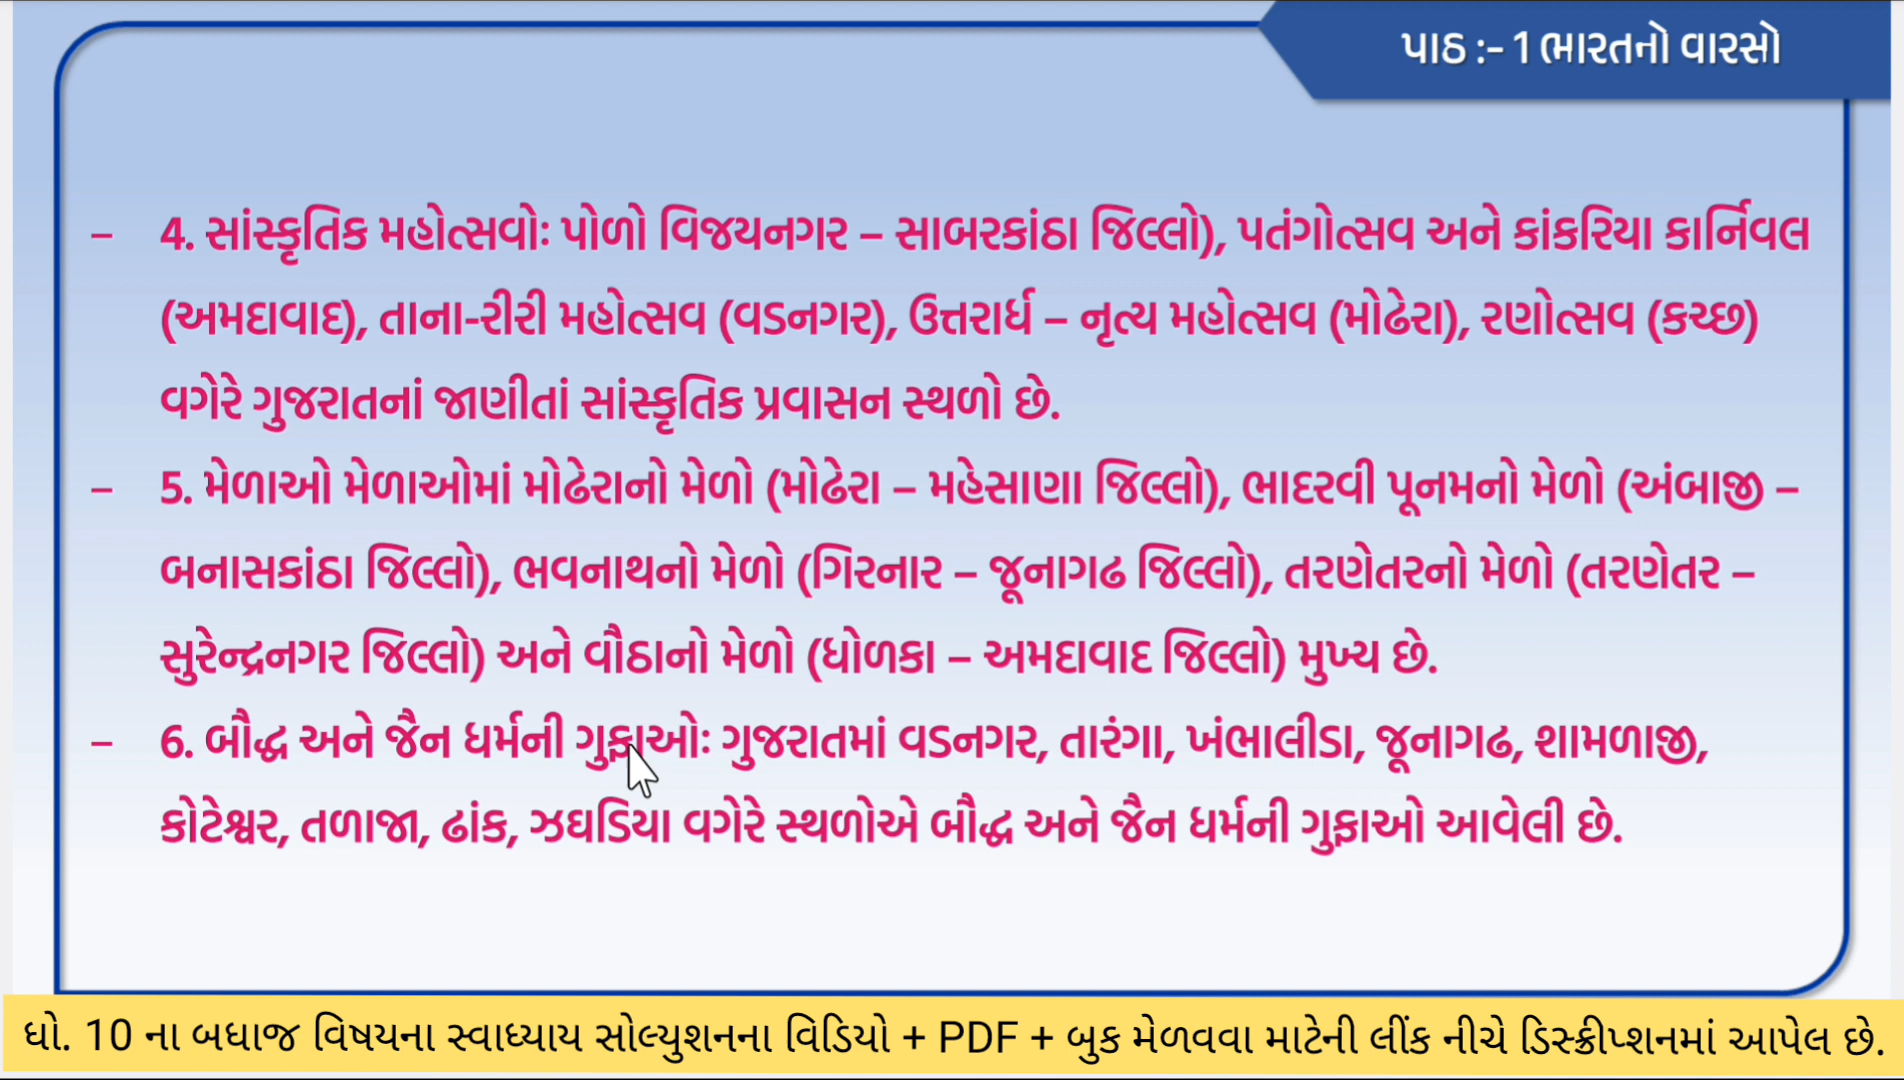 પાઠ :- 1 ભારતનો વારસો
– 4. સાંસ્કૃતિક મહોત્સવોઃ પોળો વિજયનગર – સાબરકાંઠા જિલ્લો), પતંગોત્સવ અને કાંકરિયા કાર્નિવલ
(અમદાવાદ), તાના-રીરી મહોત્સવ (વડનગર), ઉત્તરાર્ધ – નૃત્ય મહોત્સવ (મોઢેરા), રણોત્સવ (કચ્છ)
વગેરે ગુજરાતનાં જાણીતાં સાંસ્કૃતિક પ્રવાસન સ્થળો છે.
– 5. મેળાઓ મેળાઓમાં મોઢેરાનો મેળો (મોઢેરા – મહેસાણા જિલ્લો), ભાદરવી પૂનમનો મેળો (અંબાજી –
બનાસકાંઠા જિલ્લો), ભવનાથનો મેળો (ગિરનાર – જૂનાગઢ જિલ્લો), તરણેતરનો મેળો (તરણેતર –
સુરેન્દ્રનગર જિલ્લો) અને વૌઠાનો મેળો (ધોળકા – અમદાવાદ જિલ્લો) મુખ્ય છે.
– 6. બૌદ્ધ અને જૈન ધર્મની ગુફાઓઃ ગુજરાતમાં વડનગર, તારંગા, ખંભાલીડા, જૂનાગઢ, શામળાજી,
કોટેશ્વર, તળાજા, ઢાંક, ઝઘડિયા વગેરે સ્થળોએ બૌદ્ધ અને જૈન ધર્મની ગુફાઓ આવેલી છે.
ધો. 10 ના બધાજ વિષયના સ્વાધ્યાય સોલ્યુશનના વિડિયો + PDF + બુક મેળવવા માટેની લીંક નીચે ડિસ્ક્રીપ્શનમાં આપેલ છે.